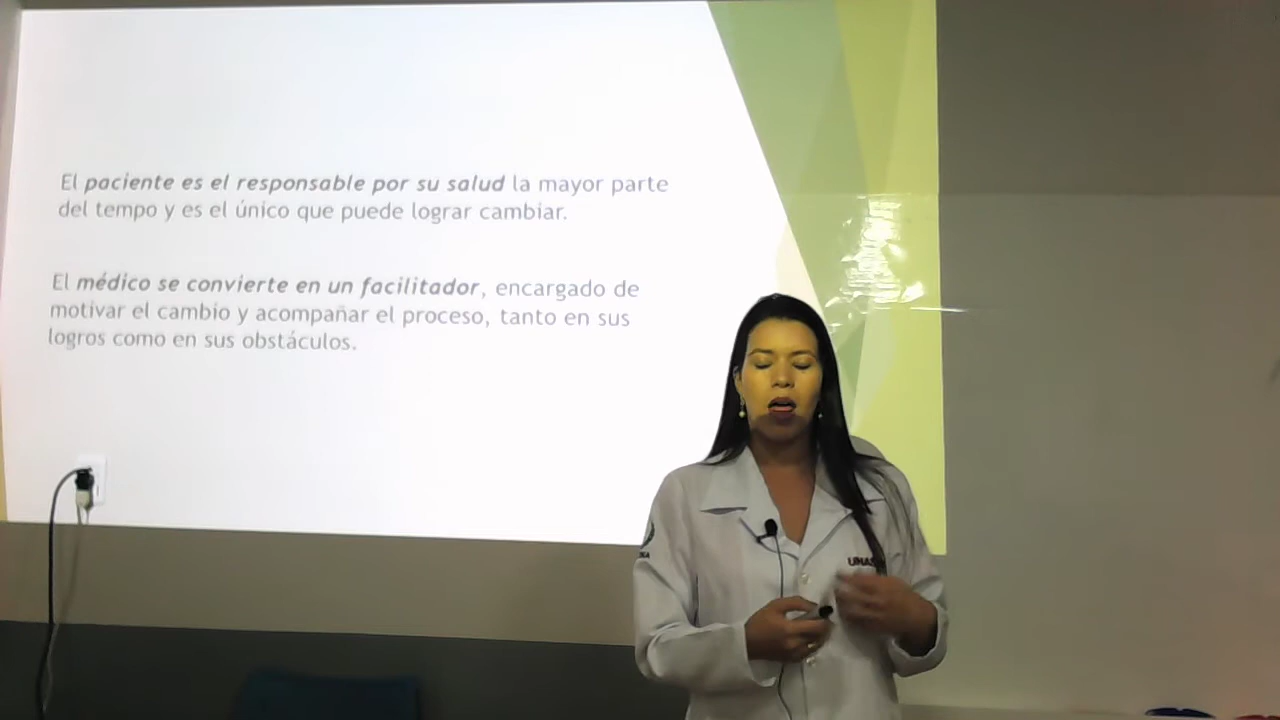 El paciente es el responsable por su salud la mayor parte
del tempo y es el único que puede lograr cambiar.
El médico se convierte en un facilitador, encargado de
motivar el cambio y acompañar el proceso, tanto en sus
logros como en sus obstáculos.